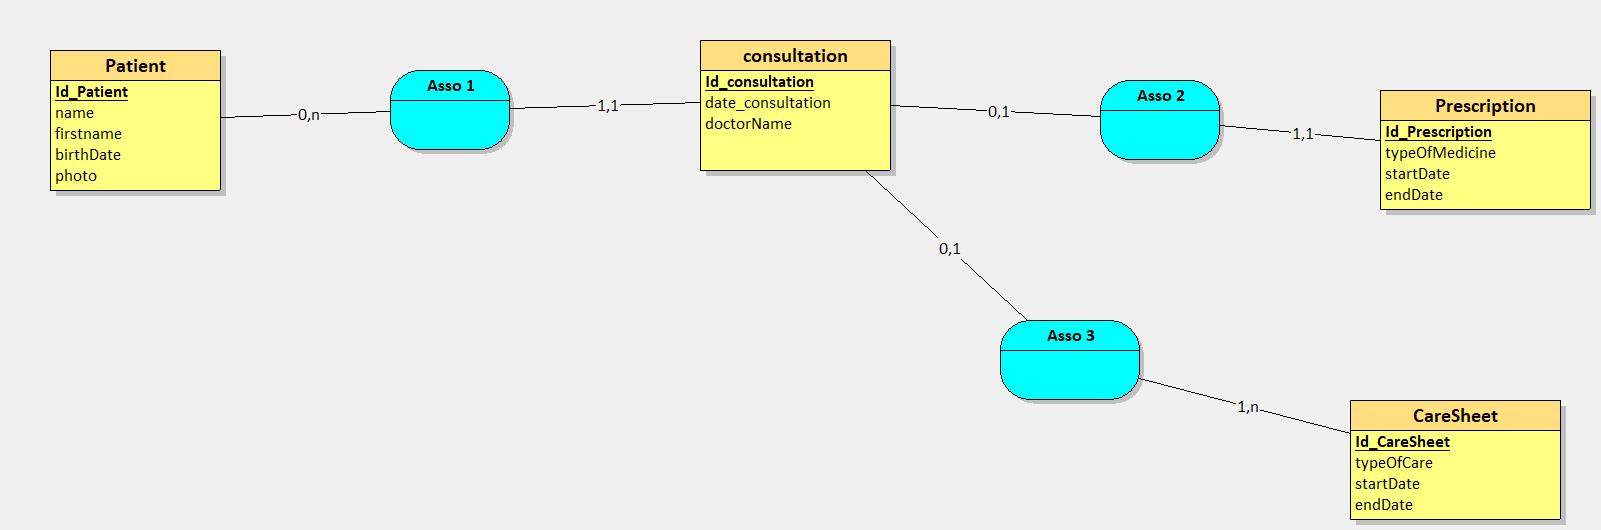 Patient
Id_Patient
name
firstname
birthDate
photo
0,n
Asso 1
1,1
consultation
Id_consultation
date_consultation
doctorName
0,1
Asso 2
1,1
Prescription
Id_Prescription
typeOfMedicine
startDate
endDate
0,1
Asso 3
1,n
CareSheet
Id_CareSheet
typeOfCare
startDate
endDate